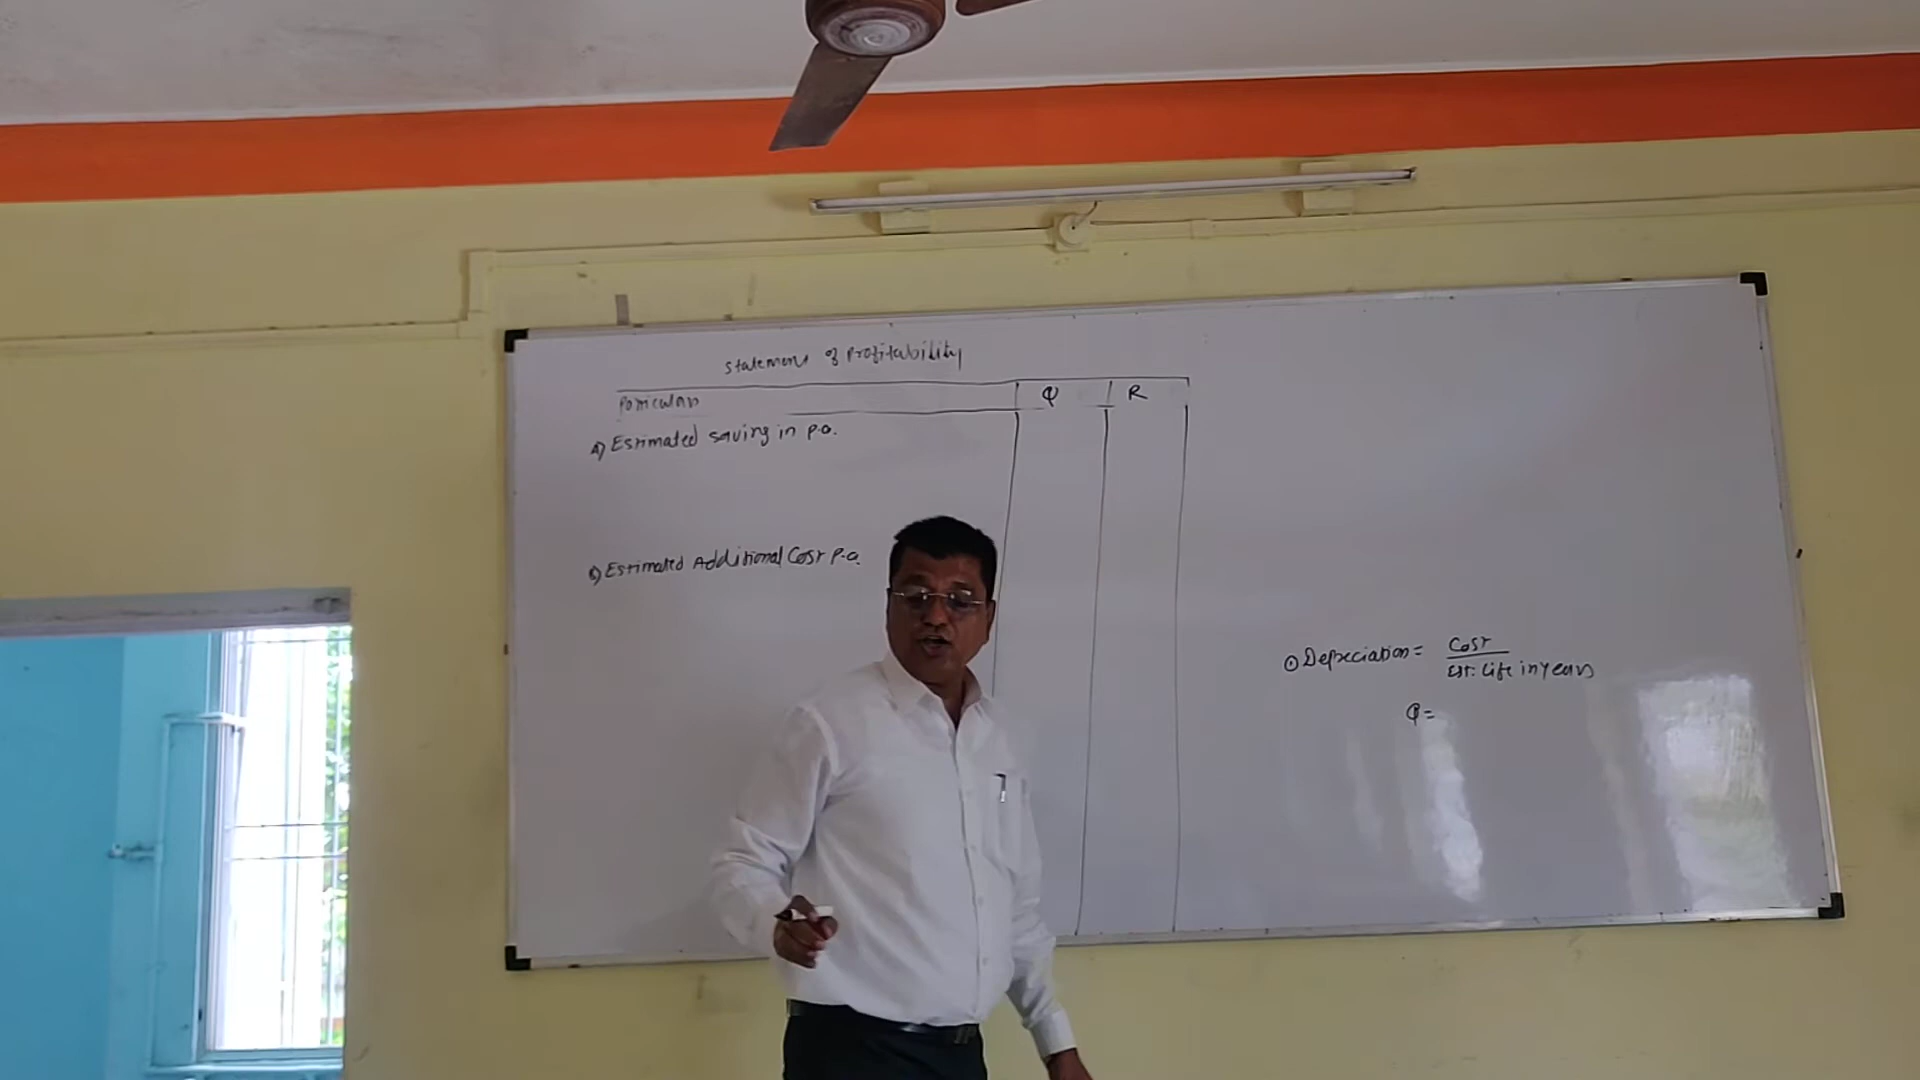 Statement of Profitability
Particulars Q R
A) Estimated saving in p.a.
B) Estimated Additional Cost p.a.
① Depreciation = Cost
Est. Life in years
Q =